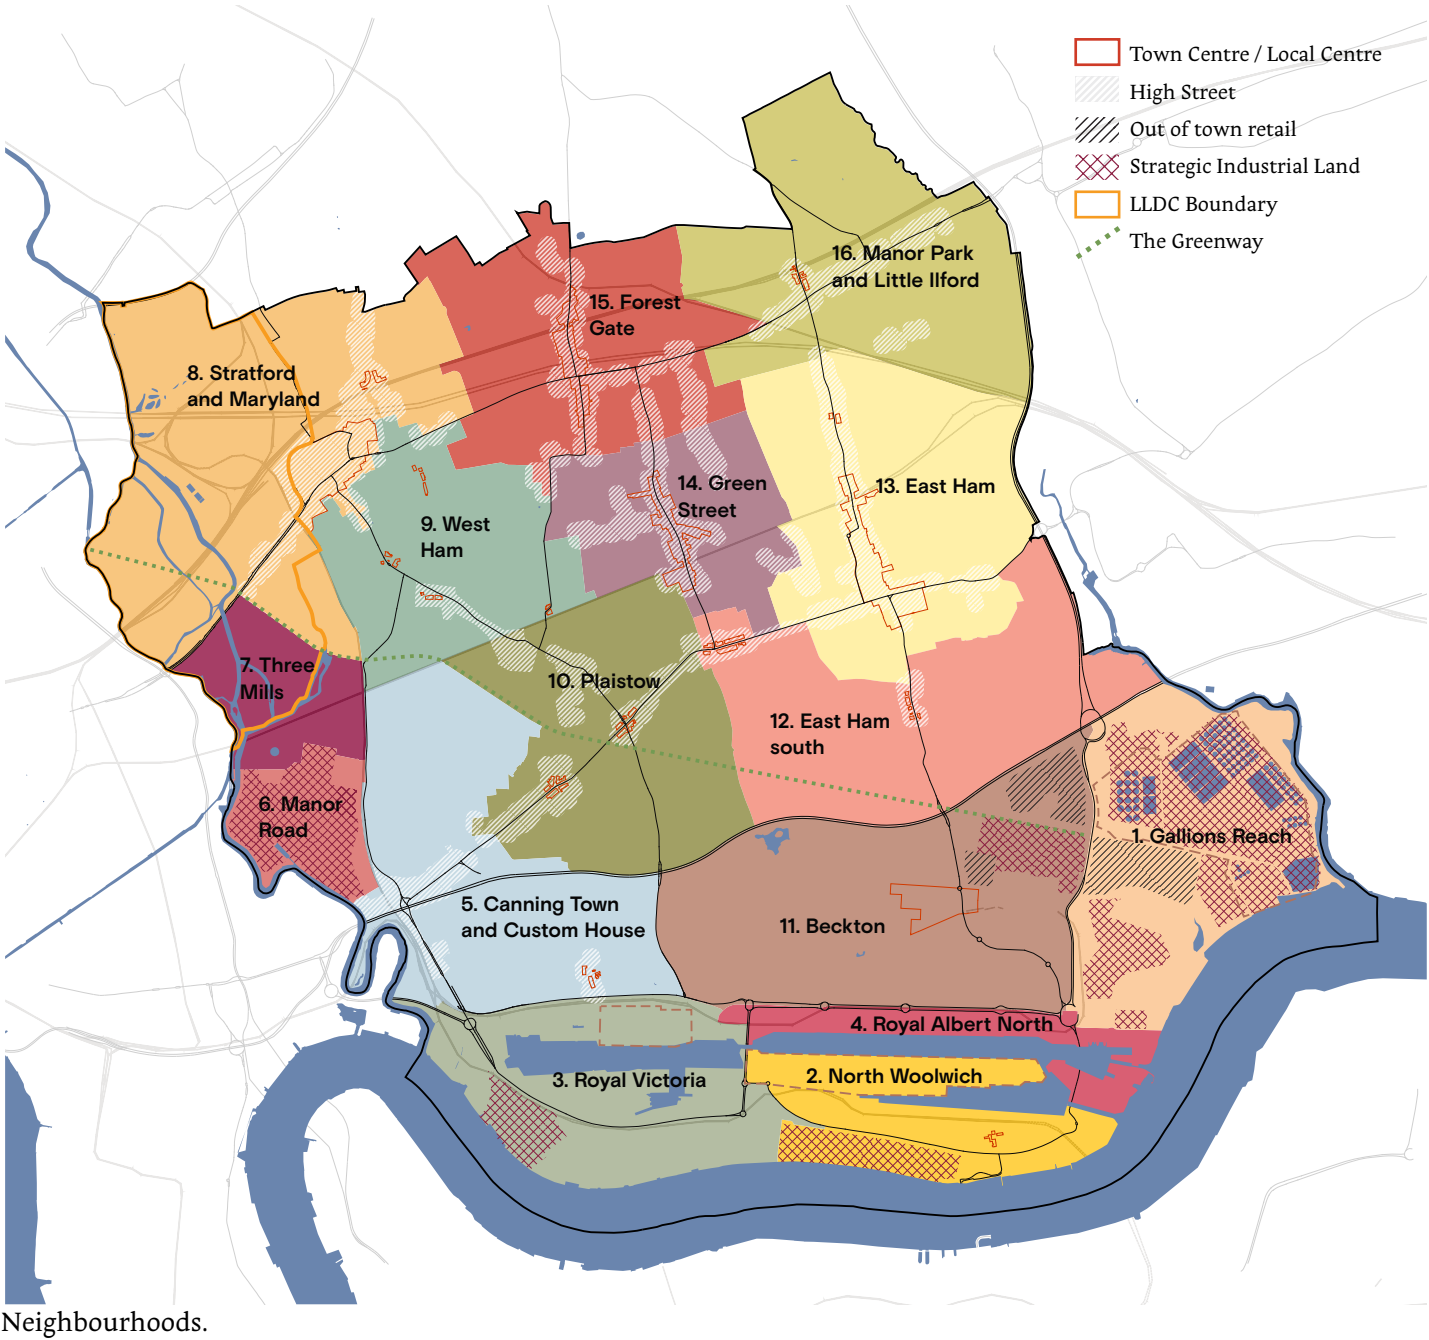 Town Centre / Local Centre
High Street
Out of town retail
Strategic Industrial Land
LLDC Boundary
The Greenway
16. Manor Park
and Little Ilford
15. Forest
Gate
8. Stratford
and Maryland
14. Green
Street
13. East Ham
9. West
Ham
7. Three
Mills
10. Plaistow
12. East Ham
south
6. Manor
Road
1. Gallions Reach
5. Canning Town
and Custom House
11. Beckton
4. Royal Albert North
3. Royal Victoria
2. North Woolwich
Neighbourhoods.